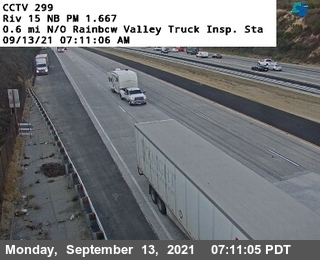 CCTV 299
Riv 15 NB PM 1.667
0.6 mi N/O Rainbcw Valley Truck Insp. Sta
09/13/21 07:11:06 AM
Monday, September 13, 2021 07:11:05 PDT